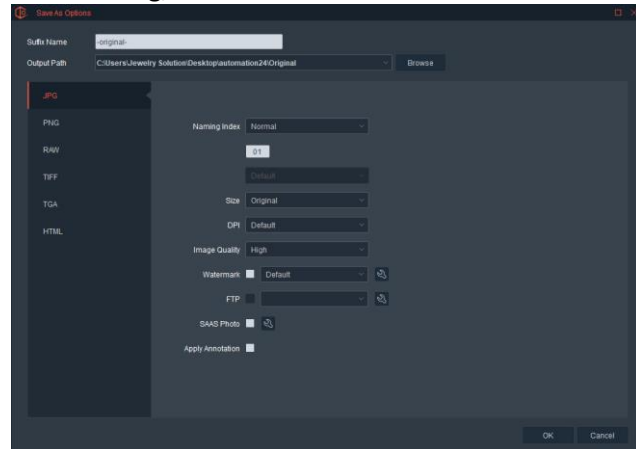 Save As Options
Suffix Name -original-
Output Path C:\Users\Jewelry Solution\Desktop\automation24\Original Browse
JPG
PNG
RAW
TIFF
TGA
HTML
Naming Index Normal
01
Default
Size Original
DPI Default
Image Quality High
Watermark Default
FTP
SAAS Photo
Apply Annotation
OK Cancel